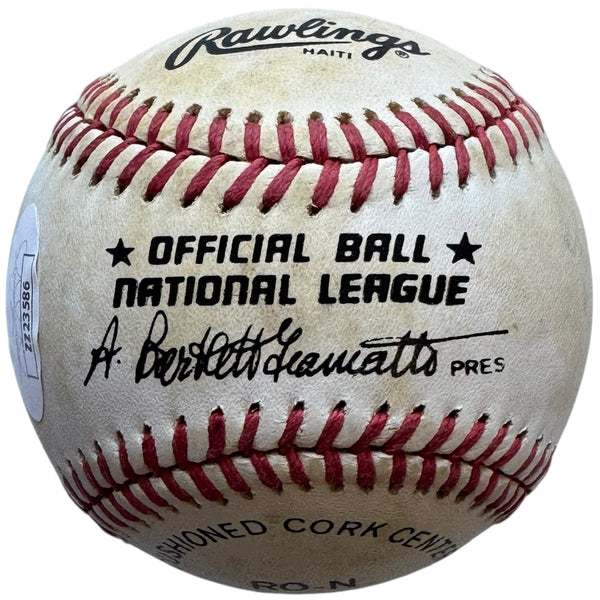 Rawlings ®
HAITI
★ OFFICIAL BALL ★
NATIONAL LEAGUE
A. Bartlett Giamatti PRES
ZZ23586
CUSHIONED CORK CENTER
RO-N